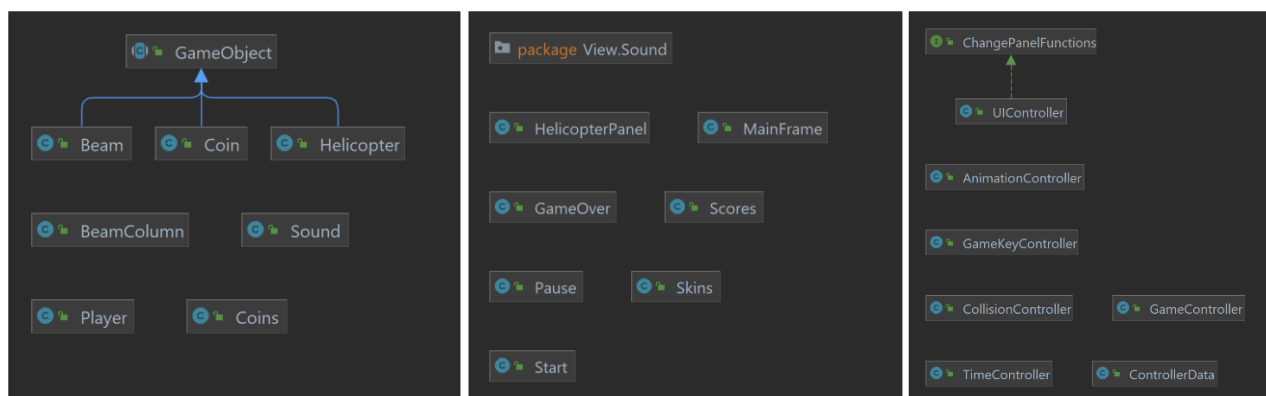 GameObject
Beam
Coin
Helicopter
BeamColumn
Sound
Player
Coins
package View.Sound
HelicopterPanel
MainFrame
GameOver
Scores
Pause
Skins
Start
ChangePanelFunctions
UIController
AnimationController
GameKeyController
CollisionController
GameController
TimeController
ControllerData